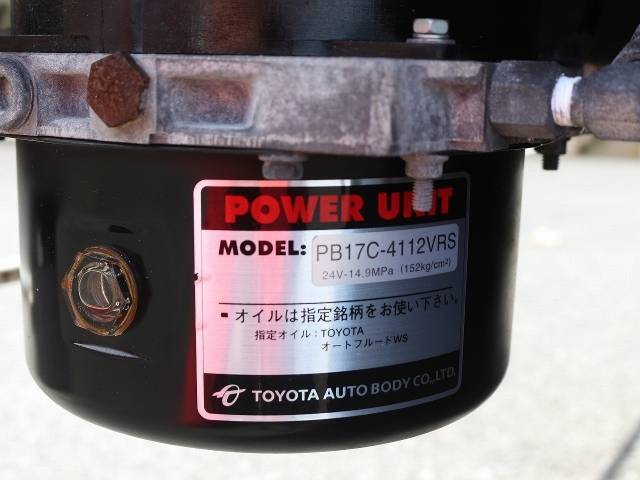 POWER UNIT
MODEL: PB17C-4112VRS
24V-14.9MPa (152kg/cm²)
- オイルは指定銘柄をお使い下さい。
指定オイル：TOYOTA
オートフルードWS
TOYOTA AUTO BODY CO.,LTD.